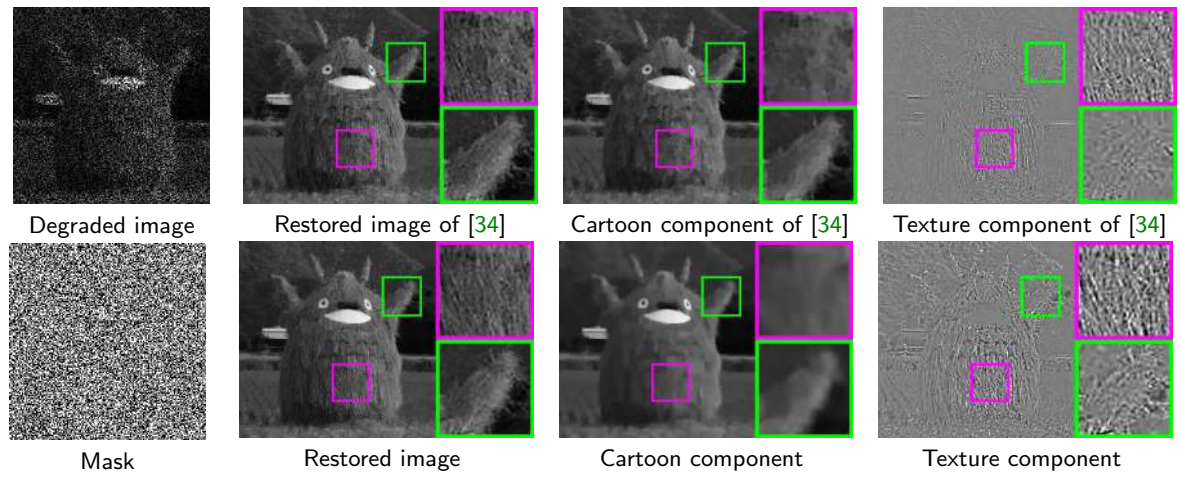 Degraded image
Restored image of [34]
Cartoon component of [34]
Texture component of [34]
Mask
Restored image
Cartoon component
Texture component